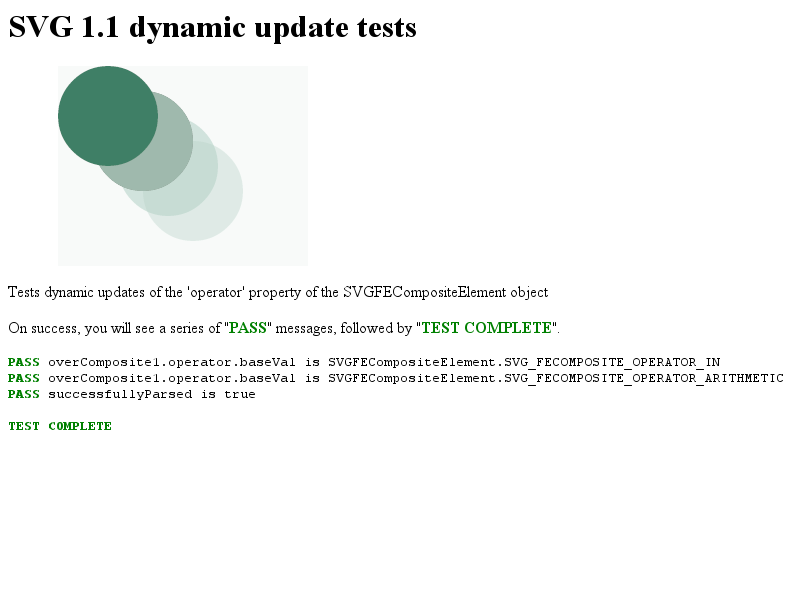 SVG 1.1 dynamic update tests
Tests dynamic updates of the 'operator' property of the SVGFECompositeElement object
On success, you will see a series of "PASS" messages, followed by "TEST COMPLETE".
PASS overComposite1.operator.baseVal is SVGFECompositeElement.SVG_FECOMPOSITE_OPERATOR_IN
PASS overComposite1.operator.baseVal is SVGFECompositeElement.SVG_FECOMPOSITE_OPERATOR_ARITHMETIC
PASS successfullyParsed is true
TEST COMPLETE